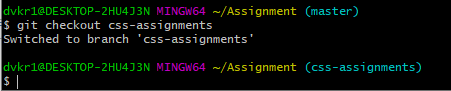 dvkr1@DESKTOP-2HU4J3N MINGW64 ~/Assignment (master)
$ git checkout css-assignments
Switched to branch 'css-assignments'
dvkr1@DESKTOP-2HU4J3N MINGW64 ~/Assignment (css-assignments)
$